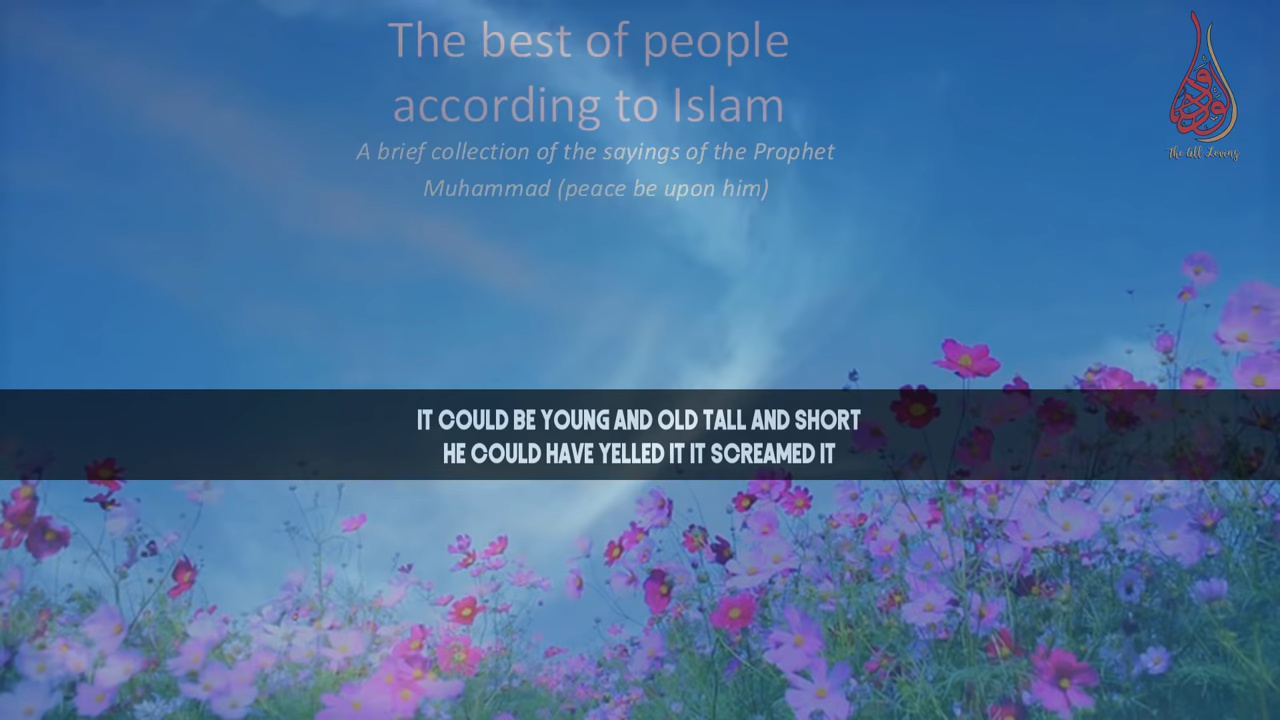 The best of people
according to Islam
A brief collection of the sayings of the Prophet
Muhammad (peace be upon him)
The All Loving
IT COULD BE YOUNG AND OLD TALL AND SHORT
HE COULD HAVE YELLED IT IT SCREAMED IT